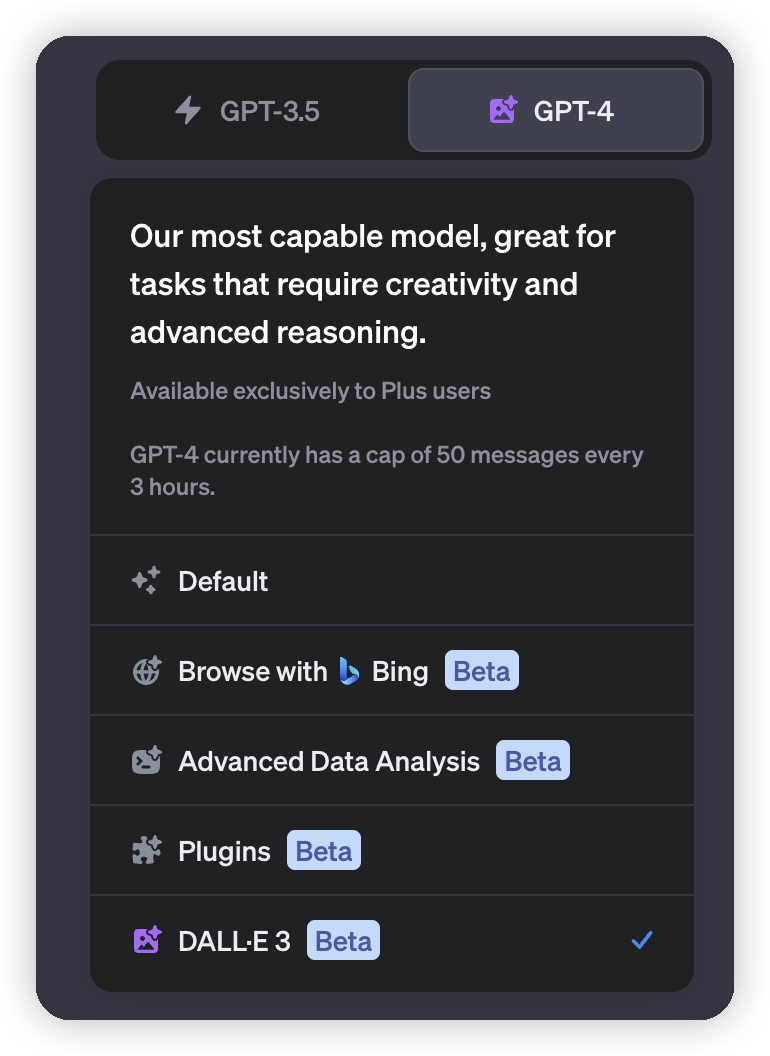 GPT-3.5
GPT-4
Our most capable model, great for
tasks that require creativity and
advanced reasoning.
Available exclusively to Plus users
GPT-4 currently has a cap of 50 messages every
3 hours.
Default
Browse with Bing Beta
Advanced Data Analysis Beta
Plugins Beta
DALL·E 3 Beta